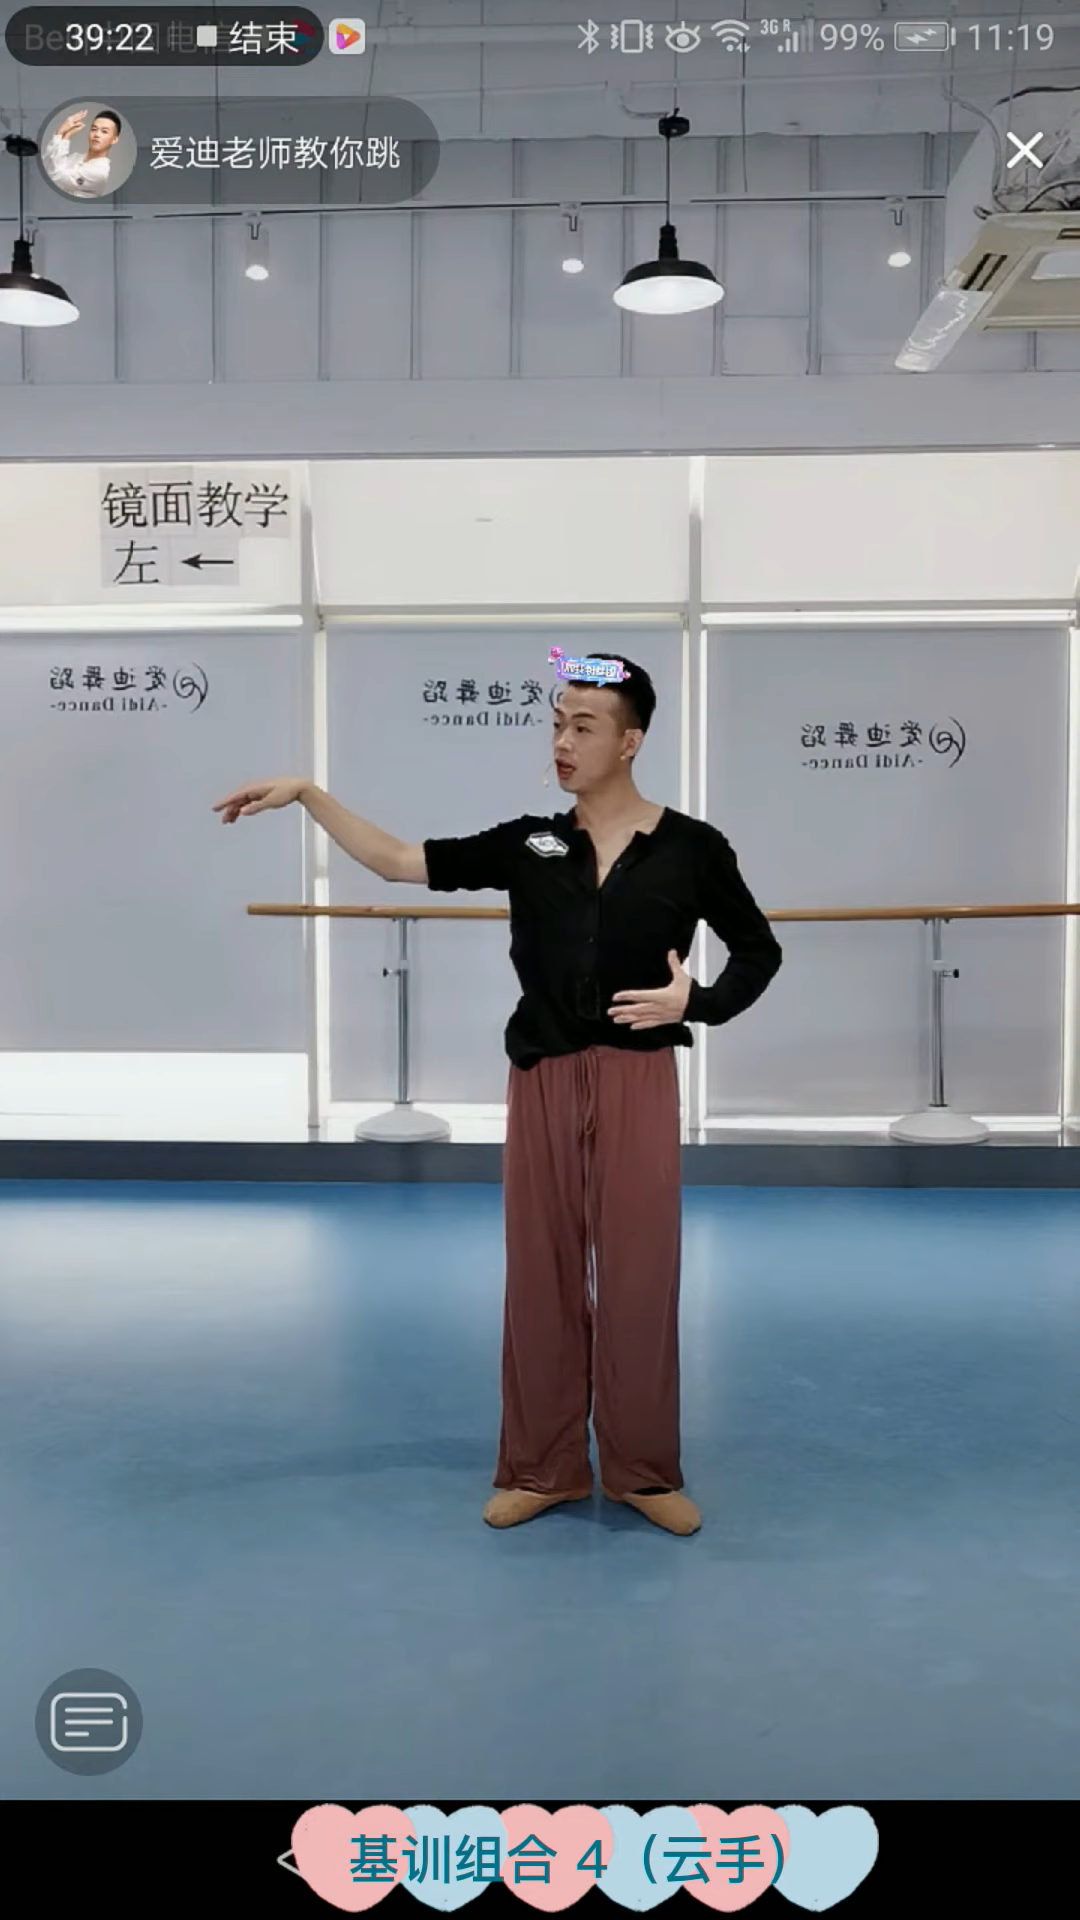 39:22 结束
99% 11:19
爱迪老师教你跳
镜面教学
左 ←
爱迪舞蹈
-Aidi Dance-
爱迪舞蹈
-Aidi Dance-
爱迪舞蹈
-Aidi Dance-
基训组合 4（云手）